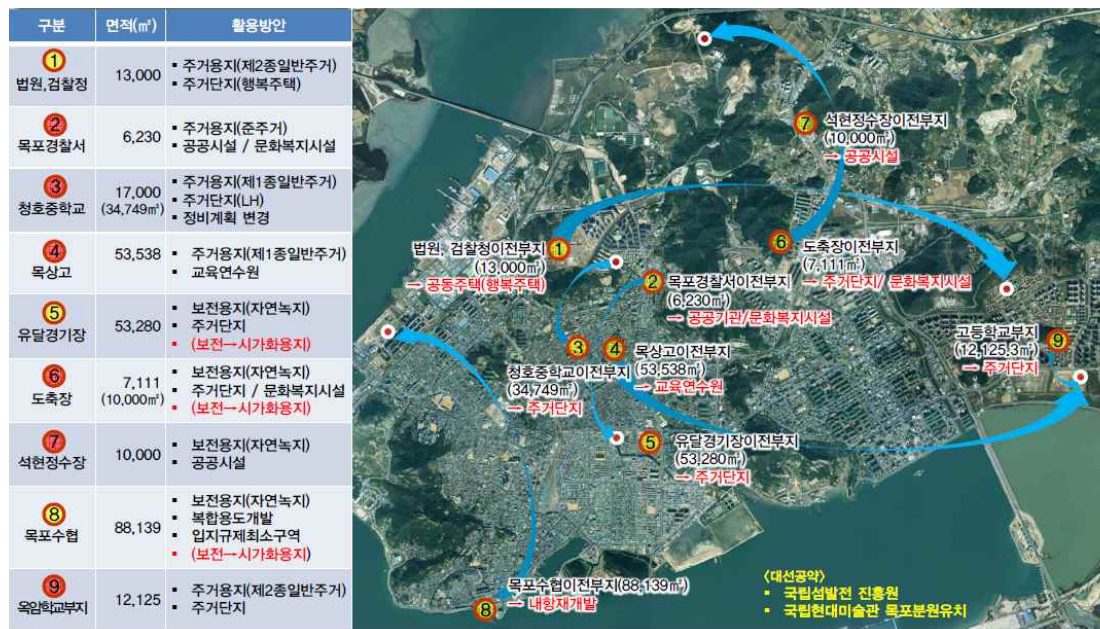 구분 면적(㎡) 활용방안
1
법원,검찰정
13,000
▪ 주거용지(제2종일반주거)
▪ 주거단지(행복주택)
2
목포경찰서
6,230
▪ 주거용지(준주거)
▪ 공공시설 / 문화복지시설
3
청호중학교
17,000
(34,749㎡)
▪ 주거용지(제1종일반주거)
▪ 주거단지(LH)
▪ 정비계획 변경
4
목상고
53,538
▪ 주거용지(제1종일반주거)
▪ 교육연수원
5
유달경기장
53,280
▪ 보전용지(자연녹지)
▪ 주거단지
▪ (보전→시가화용지)
6
도축장
7,111
(10,000㎡)
▪ 보전용지(자연녹지)
▪ 주거단지 / 문화복지시설
▪ (보전→시가화용지)
7
석현정수장
10,000
▪ 보전용지(자연녹지)
▪ 공공시설
8
목포수협
88,139
▪ 보전용지(자연녹지)
▪ 복합용도개발
▪ 입지규제최소구역
▪ (보전→시가화용지)
9
옥암학교부지
12,125
▪ 주거용지(제2종일반주거)
▪ 주거단지
7
석현정수장이전부지
(10,000㎡)
→ 공공시설
1
법원, 검찰청이전부지
(13,000㎡)
→ 공동주택(행복주택)
6
도축장이전부지
(7,111㎡)
→ 주거단지/ 문화복지시설
2
목포경찰서이전부지
(6,230㎡)
→ 공공기관/문화복지시설
9
고등학교부지
(12,125.3㎡)
→ 주거단지
3
청호중학교이전부지
(34,749㎡)
→ 주거단지
4
목상고이전부지
(53,538㎡)
→ 교육연수원
5
유달경기장이전부지
(53,280㎡)
→ 주거단지
8
목포수협이전부지(88,139㎡)
→ 내항재개발
〈대선공약〉
▪ 국립섬발전 진흥원
▪ 국립현대미술관 목포분원유치